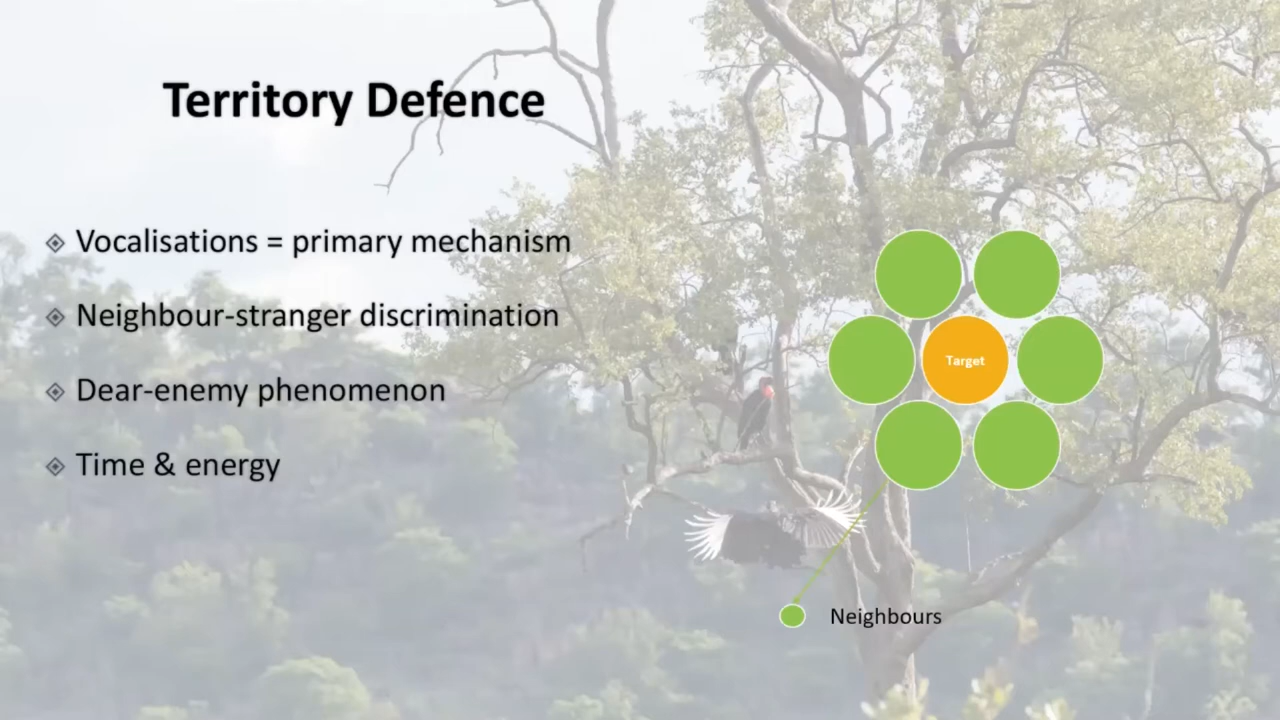 Territory Defence
Vocalisations = primary mechanism
Neighbour-stranger discrimination
Dear-enemy phenomenon
Time & energy
Target
Neighbours